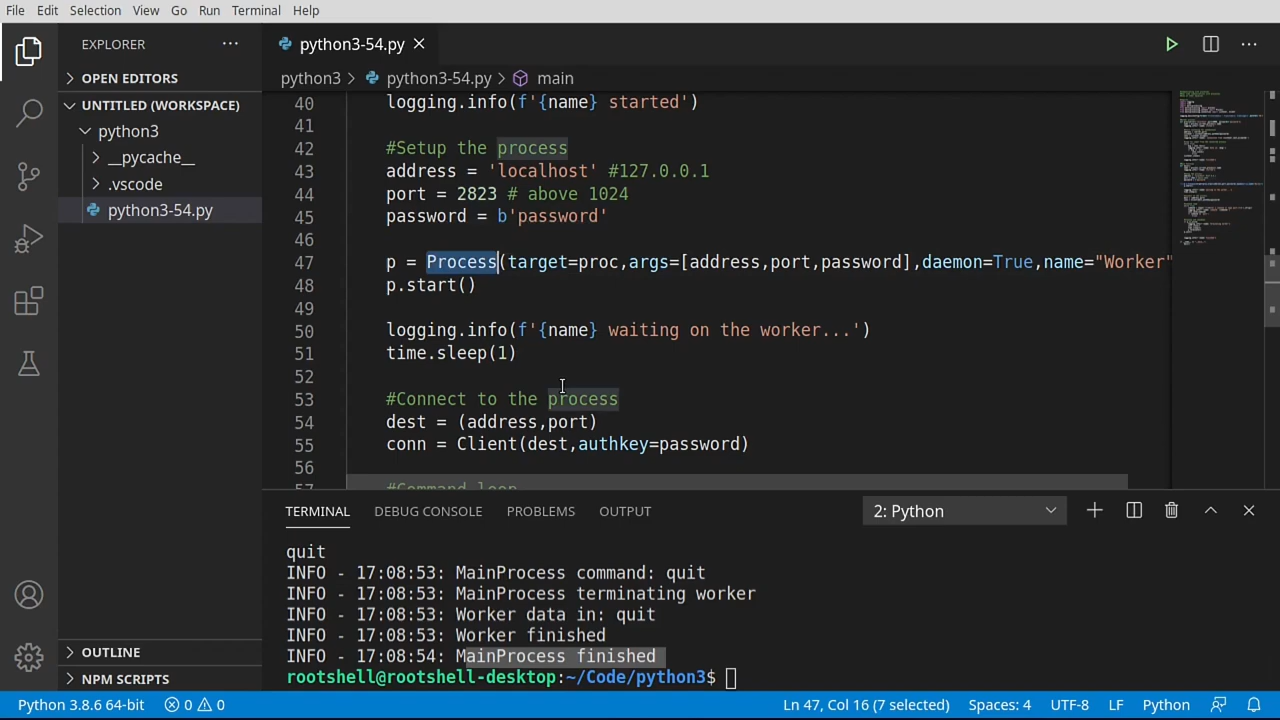 File Edit Selection View Go Run Terminal Help
EXPLORER
OPEN EDITORS
UNTITLED (WORKSPACE)
python3
__pycache__
.vscode
python3-54.py
OUTLINE
NPM SCRIPTS
python3-54.py
python3 > python3-54.py > main
40 logging.info(f'{name} started')
41
42 #Setup the process
43 address = 'localhost' #127.0.0.1
44 port = 2823 # above 1024
45 password = b'password'
46
47 p = Process(target=proc,args=[address,port,password],daemon=True,name="Worker"
48 p.start()
49
50 logging.info(f'{name} waiting on the worker...')
51 time.sleep(1)
52
53 #Connect to the process
54 dest = (address,port)
55 conn = Client(dest,authkey=password)
56
57 #Command loop
TERMINAL DEBUG CONSOLE PROBLEMS OUTPUT 2: Python
quit
INFO - 17:08:53: MainProcess command: quit
INFO - 17:08:53: MainProcess terminating worker
INFO - 17:08:53: Worker data in: quit
INFO - 17:08:53: Worker finished
INFO - 17:08:54: MainProcess finished
rootshell@rootshell-desktop:~/Code/python3$
Python 3.8.6 64-bit 0 0 Ln 47, Col 16 (7 selected) Spaces: 4 UTF-8 LF Python